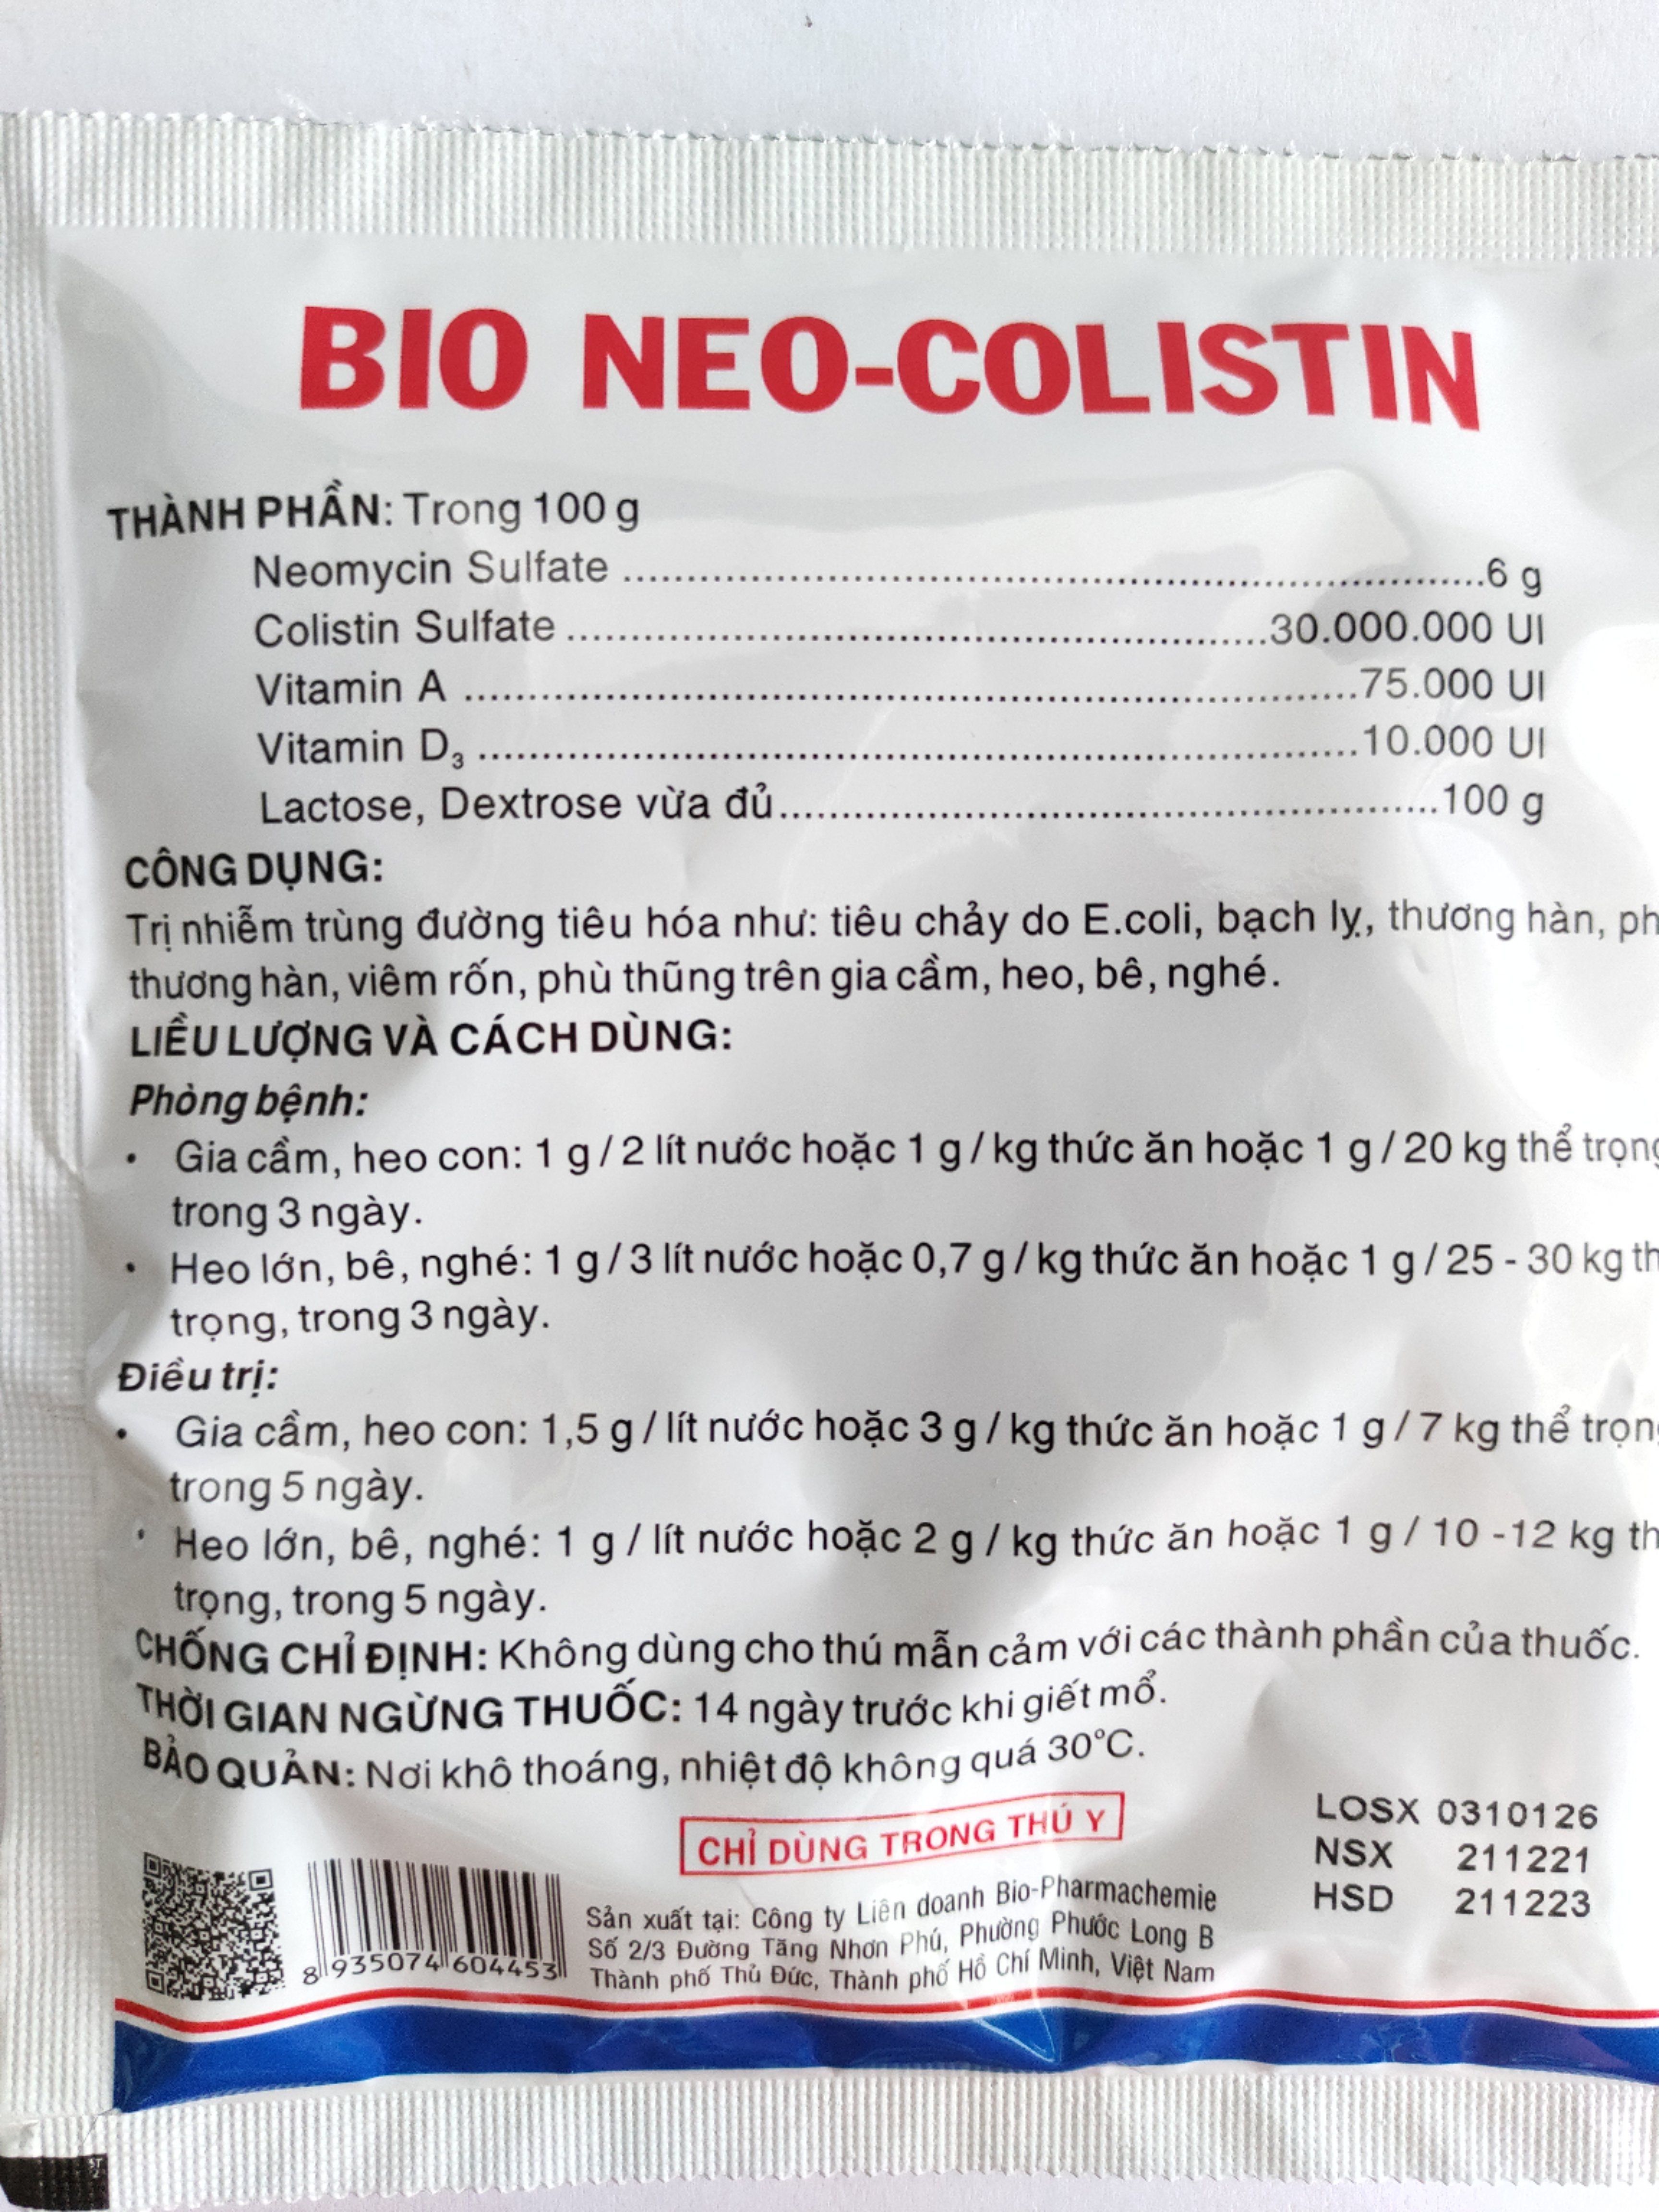 BIO NEO-COLISTIN
THÀNH PHẦN: Trong 100 g
Neomycin Sulfate ........................................................................6 g
Colistin Sulfate ........................................................30.000.000 UI
Vitamin A ......................................................................75.000 UI
Vitamin D₃ .....................................................................10.000 UI
Lactose, Dextrose vừa đủ.....................................................100 g
CÔNG DỤNG:
Trị nhiễm trùng đường tiêu hóa như: tiêu chảy do E.coli, bạch lỵ, thương hàn, ph
thương hàn, viêm rốn, phù thũng trên gia cầm, heo, bê, nghé.
LIỀU LƯỢNG VÀ CÁCH DÙNG:
Phòng bệnh:
• Gia cầm, heo con: 1 g / 2 lít nước hoặc 1 g / kg thức ăn hoặc 1 g / 20 kg thể trọng
trong 3 ngày.
• Heo lớn, bê, nghé: 1 g / 3 lít nước hoặc 0,7 g / kg thức ăn hoặc 1 g / 25 - 30 kg th
trọng, trong 3 ngày.
Điều trị:
• Gia cầm, heo con: 1,5 g / lít nước hoặc 3 g / kg thức ăn hoặc 1 g / 7 kg thể trọng
trong 5 ngày.
• Heo lớn, bê, nghé: 1 g / lít nước hoặc 2 g / kg thức ăn hoặc 1 g / 10 -12 kg th
trọng, trong 5 ngày.
CHỐNG CHỈ ĐỊNH: Không dùng cho thú mẫn cảm với các thành phần của thuốc.
THỜI GIAN NGỪNG THUỐC: 14 ngày trước khi giết mổ.
BẢO QUẢN: Nơi khô thoáng, nhiệt độ không quá 30°C.
CHỈ DÙNG TRONG THÚ Y
LOSX 0310126
NSX 211221
HSD 211223
Sản xuất tại: Công ty Liên doanh Bio-Pharmachemie
Số 2/3 Đường Tăng Nhơn Phú, Phường Phước Long B
Thành phố Thủ Đức, Thành phố Hồ Chí Minh, Việt Nam
8 935074 604453